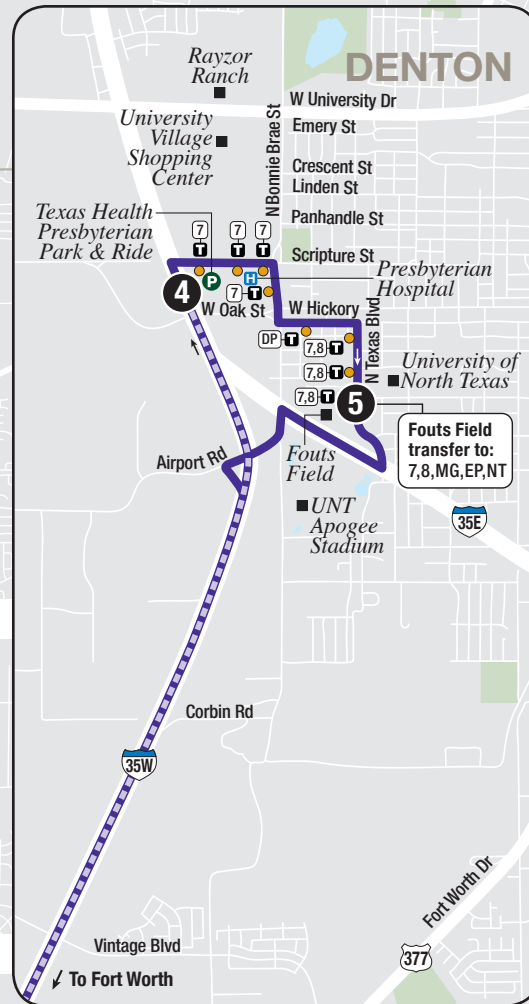 DENTON
Rayzor
Ranch
W University Dr
Emery St
University
Village
Shopping
Center
N Bonnie Brae St
Crescent St
Linden St
Panhandle St
Texas Health
Presbyterian
Park & Ride
7
7
7
T
T
T
Scripture St
P
H
Presbyterian
Hospital
4
7
T
W Oak St
W Hickory
N Texas Blvd
DP
T
7,8
T
7,8
T
University of
North Texas
7,8
T
5
Fouts Field
transfer to:
7,8,MG,EP,NT
Fouts
Field
Airport Rd
35E
UNT
Apogee
Stadium
Corbin Rd
35W
Fort Worth Dr
377
Vintage Blvd
To Fort Worth